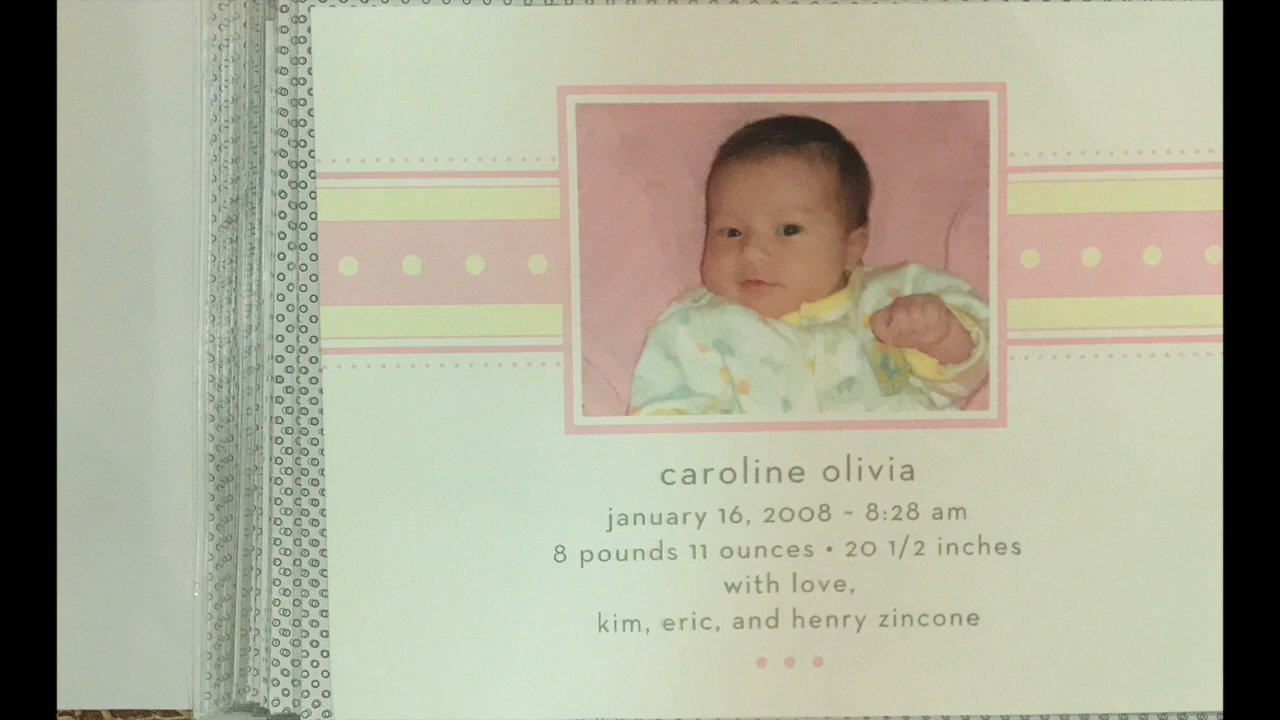 caroline olivia
january 16, 2008 ~ 8:28 am
8 pounds 11 ounces • 20 1/2 inches
with love,
kim, eric, and henry zincone